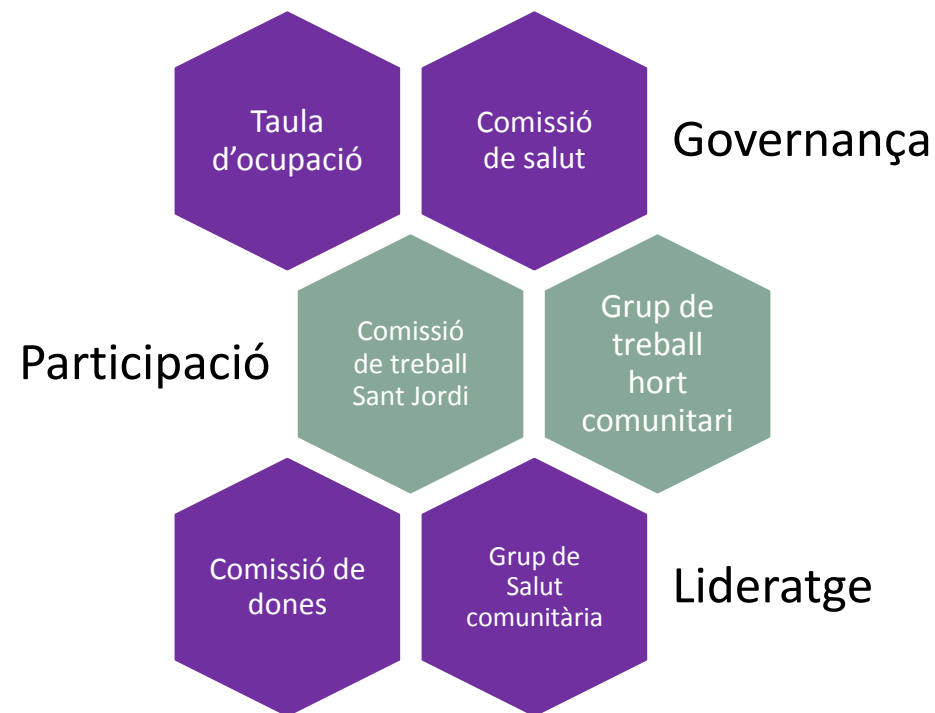 Taula
d’ocupació
Comissió
de salut
Governança
Participació
Comissió
de treball
Sant Jordi
Grup de
treball
hort
comunitari
Comissió de
dones
Grup de
Salut
comunitària
Lideratge